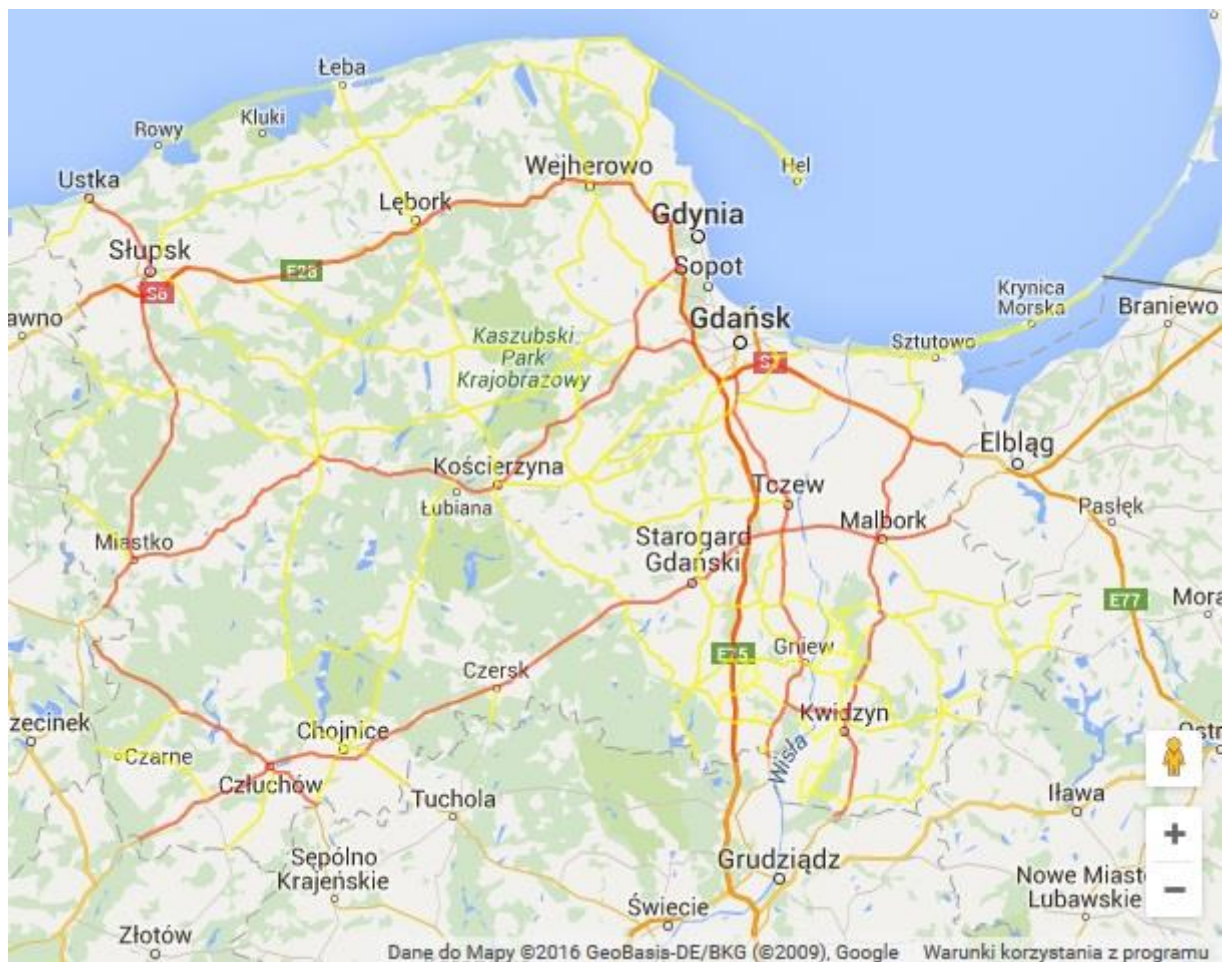 Łeba
Kluki
Rowy
Hel
Wejherowo
Ustka
Lębork
Gdynia
Słupsk
E28
Sopot
S6
Krynica
Morska
Braniewo
awno
Gdańsk
Kaszubski
Park
Krajobrazowy
Sztutowo
S7
Elbląg
Kościerzyna
Łubiana
Tczew
Pasłęk
Malbork
Miastko
Starogard
Gdański
E77
Mora
Gniew
E75
Czersk
zecinek
Kwidzyn
Ostr
Chojnice
Czarne
Wisła
Człuchów
Tuchola
Iława
+
Grudziądz
Sępólno
Krajeńskie
Nowe Miasto
Lubawskie
−
Świecie
Złotów
Dane do Mapy ©2016 GeoBasis-DE/BKG (©2009), Google Warunki korzystania z programu